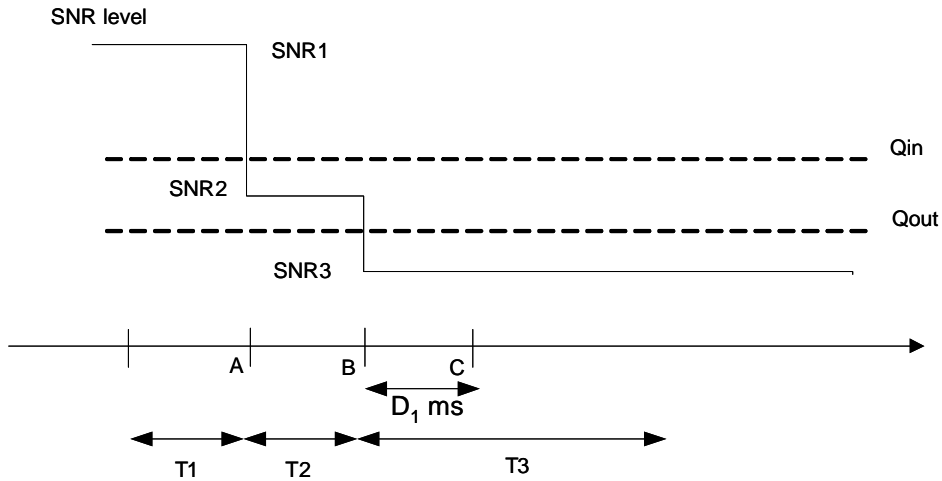 SNR level
SNR1
Qin
SNR2
Qout
SNR3
A
B
C
D₁ ms
T1
T2
T3